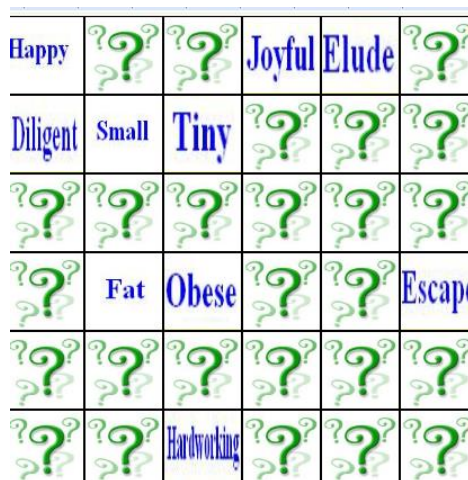 Happy
Joyful
Elude
Diligent
Small
Tiny
Fat
Obese
Escape
Hardworking